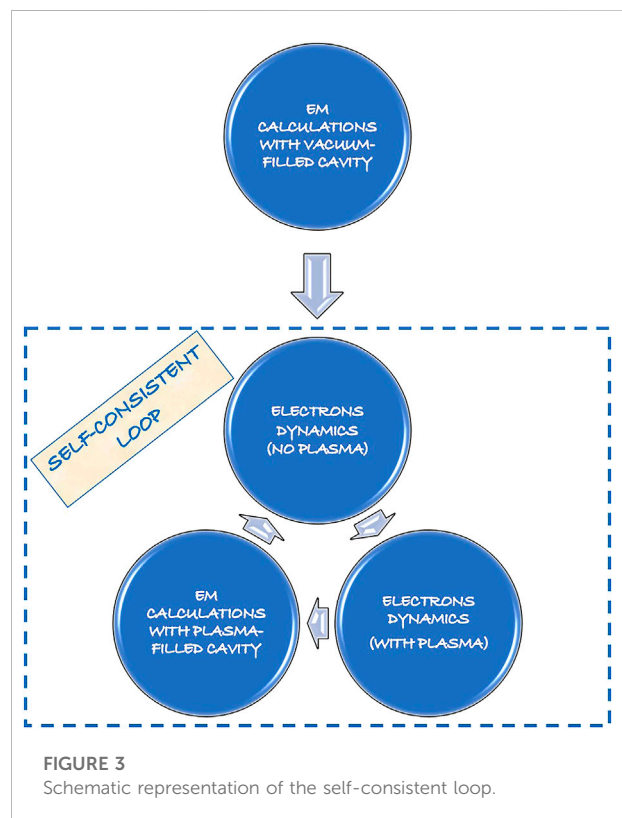 EM
CALCULATIONS
WITH VACUUM-
FILLED CAVITY
SELF-CONSISTENT
LOOP
ELECTRONS
DYNAMICS
(NO PLASMA)
EM
CALCULATIONS
WITH PLASMA-
FILLED CAVITY
ELECTRONS
DYNAMICS
(WITH PLASMA)
FIGURE 3
Schematic representation of the self-consistent loop.